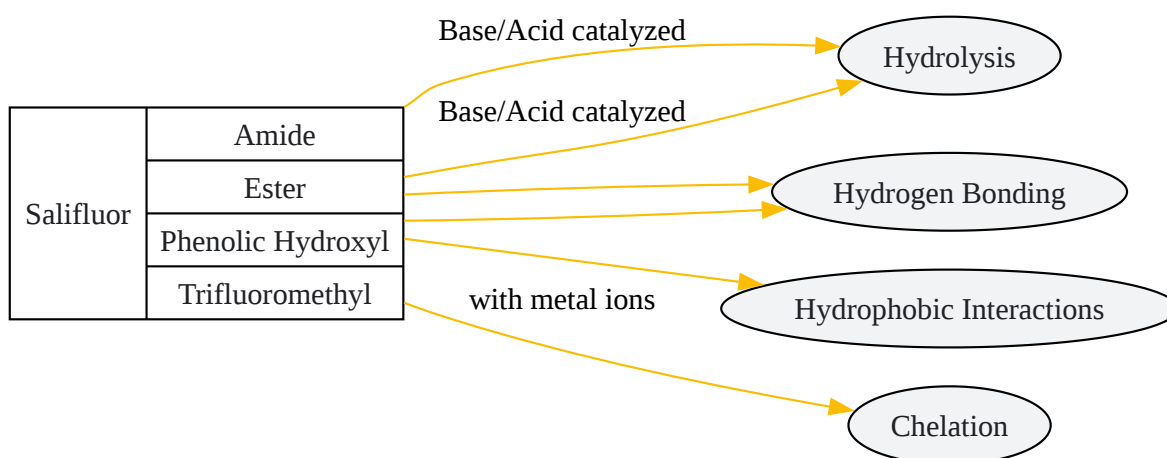 Base/Acid catalyzed
Hydrolysis
Base/Acid catalyzed
Amide
Ester
Salifluor
Phenolic Hydroxyl
Trifluoromethyl
Hydrogen Bonding
with metal ions
Hydrophobic Interactions
Chelation